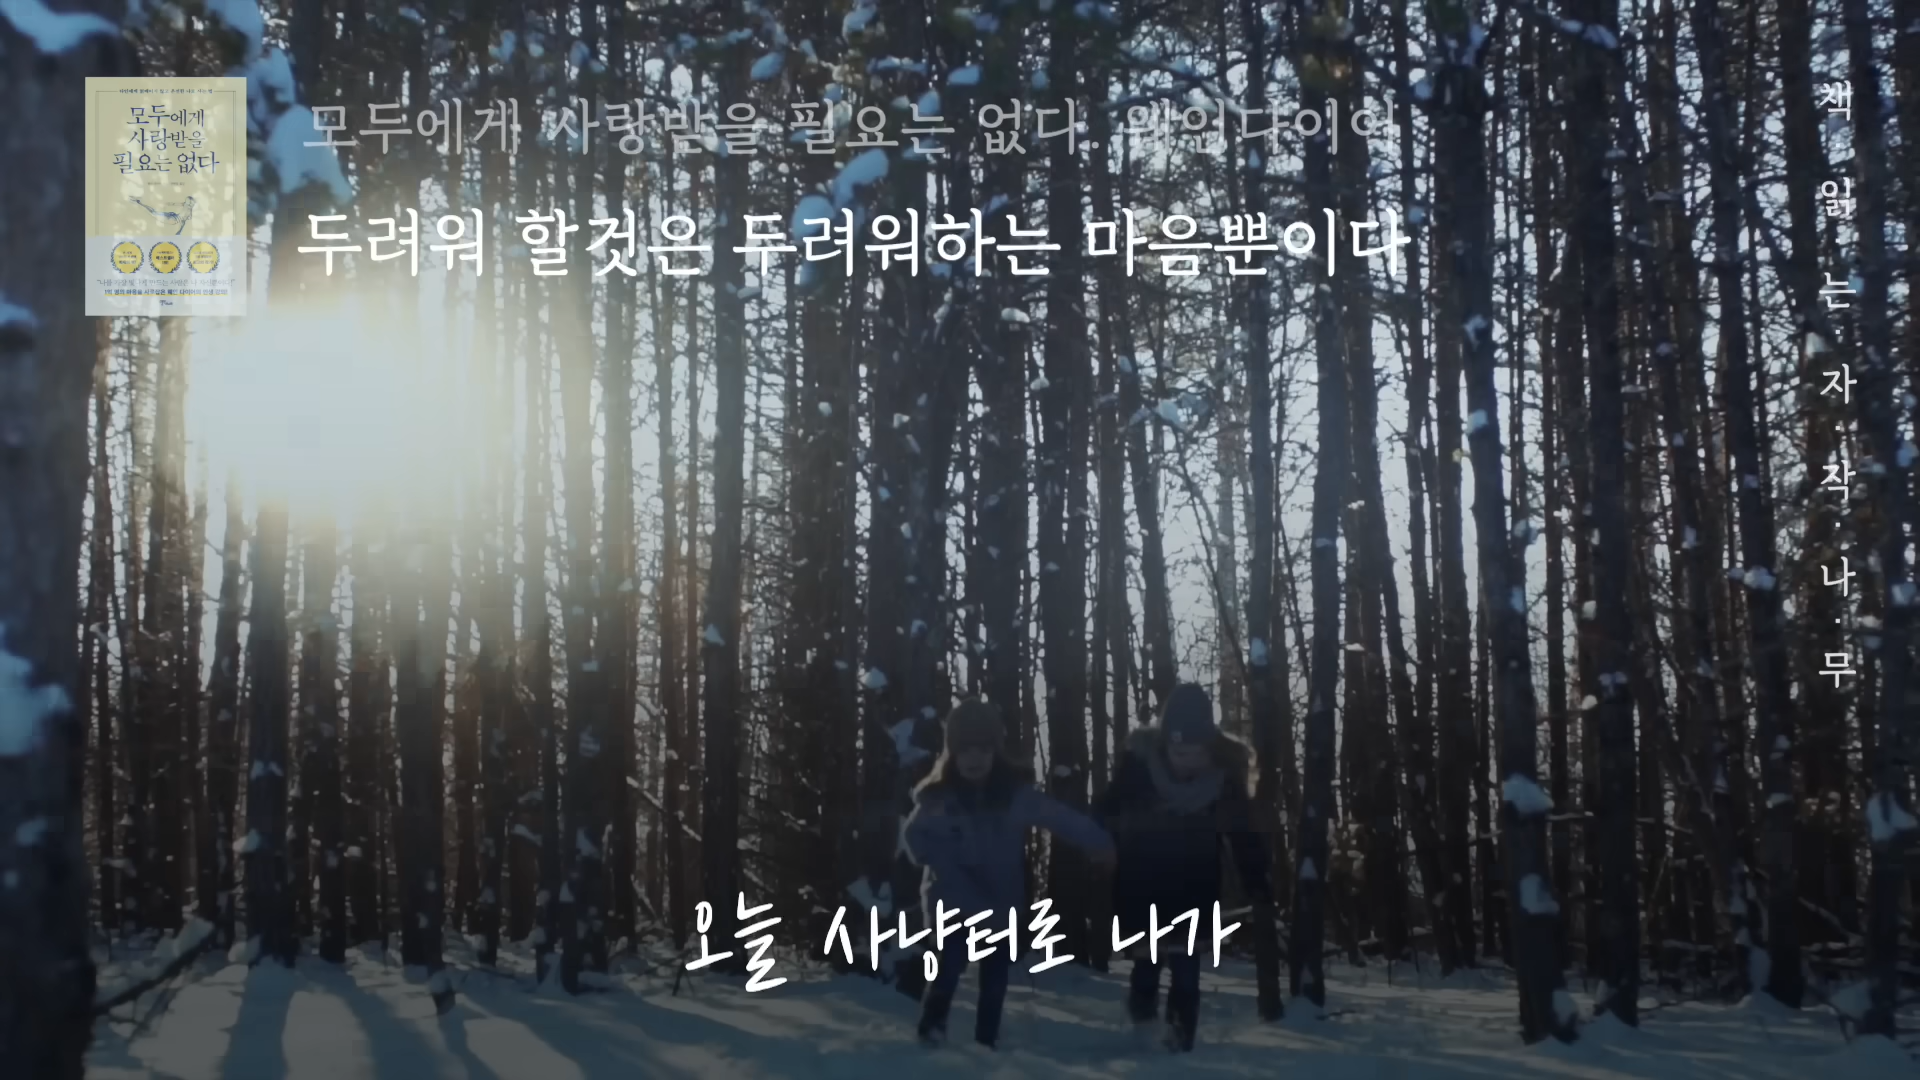 모두에게
사랑받을
필요는 없다
모두에게 사랑받을 필요는 없다. 웨인다이어
두려워 할것은 두려워하는 마음뿐이다
책·읽·는·자·작·나·무
오늘 사냥터로 나가